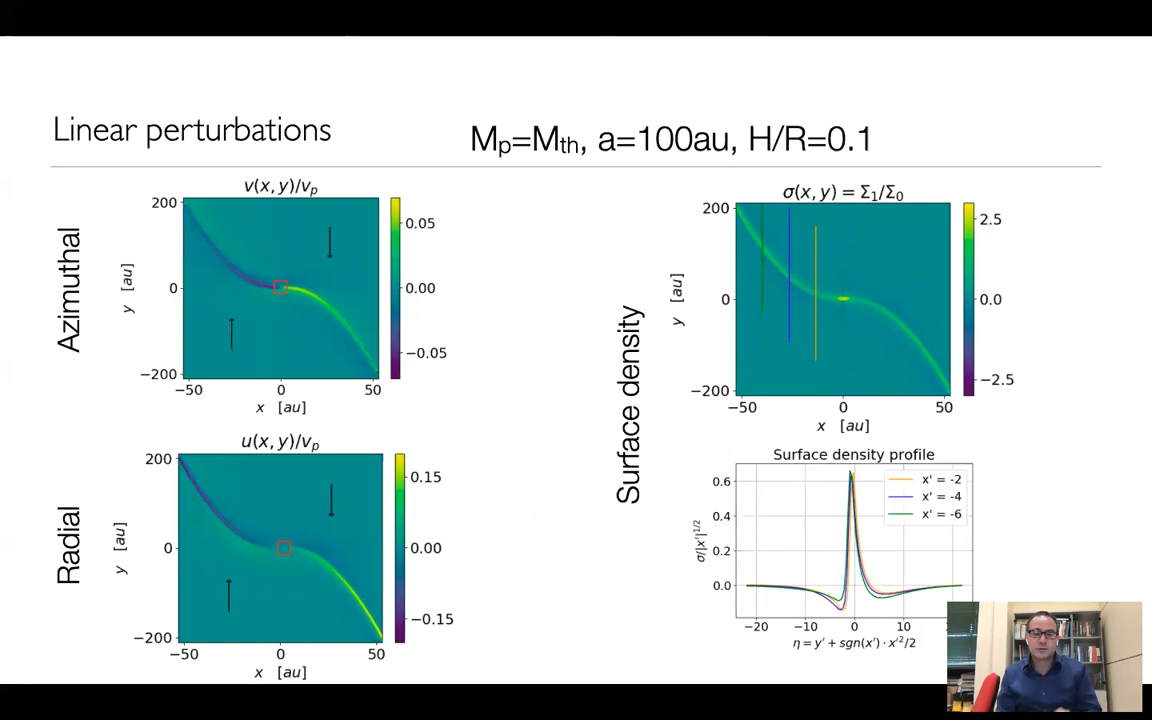 Linear perturbations
Mp=Mth, a=100au, H/R=0.1
Azimuthal
v(x, y)/vp
200
0
−200
y [au]
−50
0
50
x [au]
0.05
0.00
−0.05
Radial
u(x, y)/vp
200
0
−200
y [au]
−50
0
50
x [au]
0.15
0.00
−0.15
Surface density
σ(x, y) = Σ1/Σ0
200
0
−200
y [au]
−50
0
50
x [au]
2.5
0.0
−2.5
Surface density profile
x' = -2
x' = -4
x' = -6
0.6
0.4
0.2
0.0
σ/|x'|^1/2
−20
−10
0
10
η = y' + sgn(x') · x'^2/2